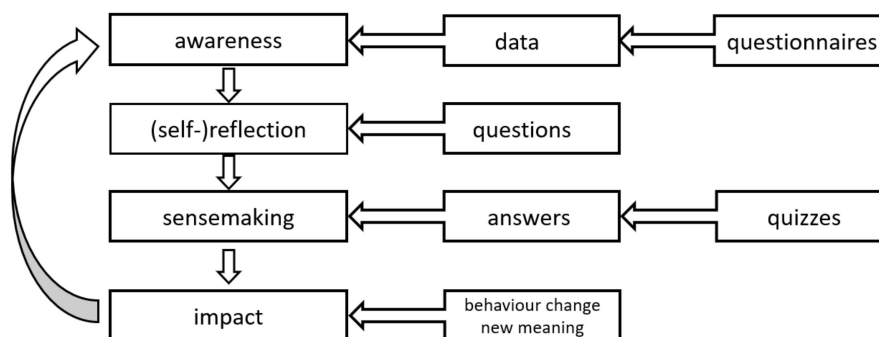 awareness
data
questionnaires
(self-)reflection
questions
sensemaking
answers
quizzes
impact
behaviour change
new meaning